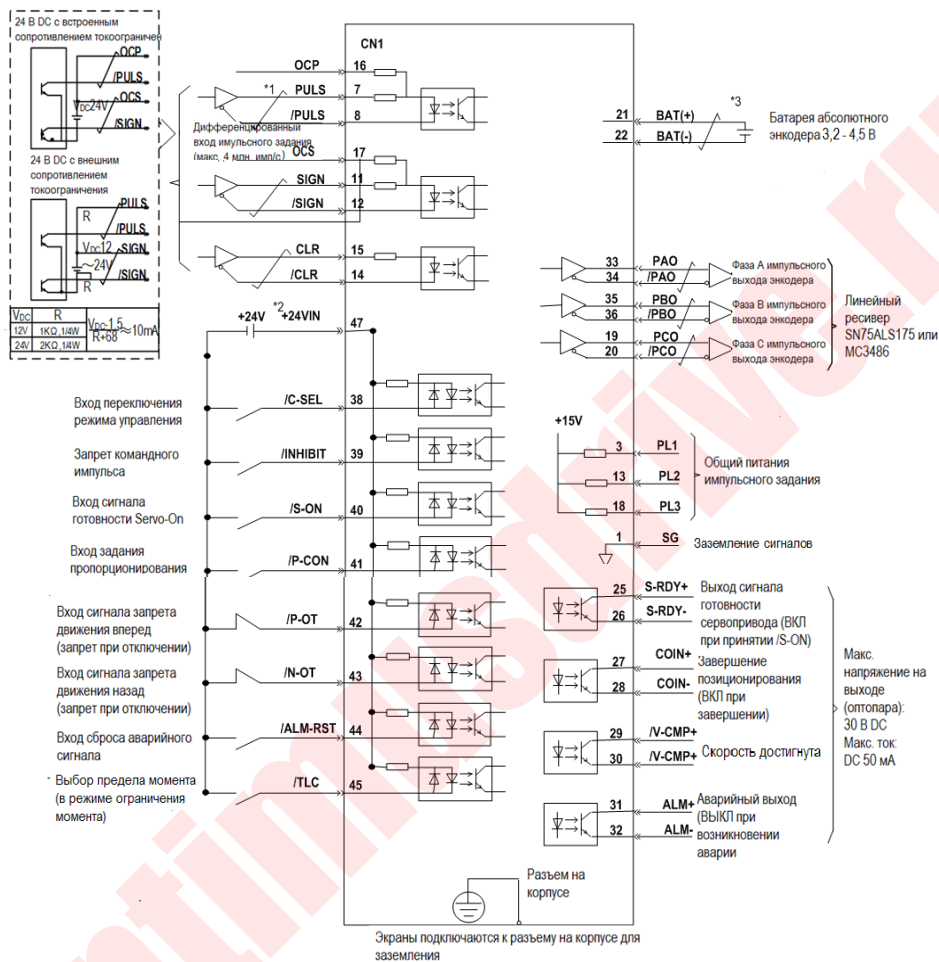 24 В DC с встроенным
сопротивлением токоограничен
OCP
/PULS
OCS
VDC24V
/SIGN
24 В DC с внешним
сопротивлением
токоограничения
R
PULS
/PULS
VDC12
SIGN
~24V
/SIGN
R
VDC R
12V 1KΩ ,1/4W
24V 2KΩ ,1/4W
VDC-1,5
R+68
≈10mA
CN1
OCP 16
*1
PULS 7
/PULS 8
Дифференцированный
вход имульсного задания
(макс. 4 млн. имп/с)
OCS 17
SIGN 11
/SIGN 12
CLR 15
/CLR 14
+24V
*2
+24VIN 47
Вход переключения
режима управления
/C-SEL 38
Запрет командного
импульса
/INHIBIT 39
Вход сигнала
готовности Servo-On
/S-ON 40
Вход задания
пропорционирования
/P-CON 41
Вход сигнала запрета
движения вперед
(запрет при отключении)
/P-OT 42
Вход сигнала запрета
движения назад
(запрет при отключении)
/N-OT 43
Вход сброса аварийного
сигнала
/ALM-RST 44
- Выбор предела момента
(в режиме ограничения
момента)
/TLC 45
21 BAT(+)
22 BAT(-)
*3
Батарея абсолютного
энкодера 3,2 - 4,5 В
33 PAO
34 /PAO
Фаза А импульсного
выхода энкодера
35 PBO
36 /PBO
Фаза В импульсного
выхода энкодера
19 PCO
20 /PCO
Фаза С импульсного
выхода энкодера
Линейный
ресивер
SN75ALS175 или
MC3486
+15V
3 PL1
13 PL2
18 PL3
Общий питания
импульсного задания
1 SG
Заземление сигналов
25 S-RDY+
26 S-RDY-
Выход сигнала
готовности
сервопривода (ВКЛ
при принятии /S-ON)
27 COIN+
28 COIN-
Завершение
позиционирования
(ВКЛ при
завершении)
29 /V-CMP+
30 /V-CMP+
Скорость достигнута
31 ALM+
32 ALM-
Аварийный выход
(ВЫКЛ при
возникновении
аварии
Макс.
напряжение на
выходе
(оптопара):
30 В DC
Макс. ток:
DC 50 мА
Разъем на
корпусе
Экраны подключаются к разъему на корпусе для
заземления
optimusdrive.ru